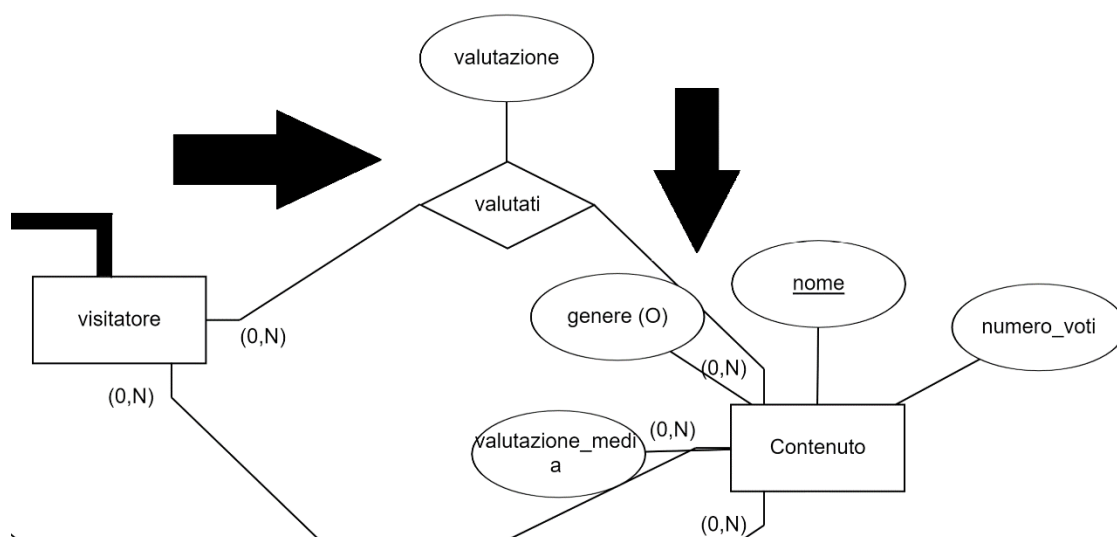 valutazione
valutati
nome
visitatore
genere (O)
numero_voti
(0,N)
(0,N)
(0,N)
(0,N)
valutazione_medi
a
Contenuto
(0,N)